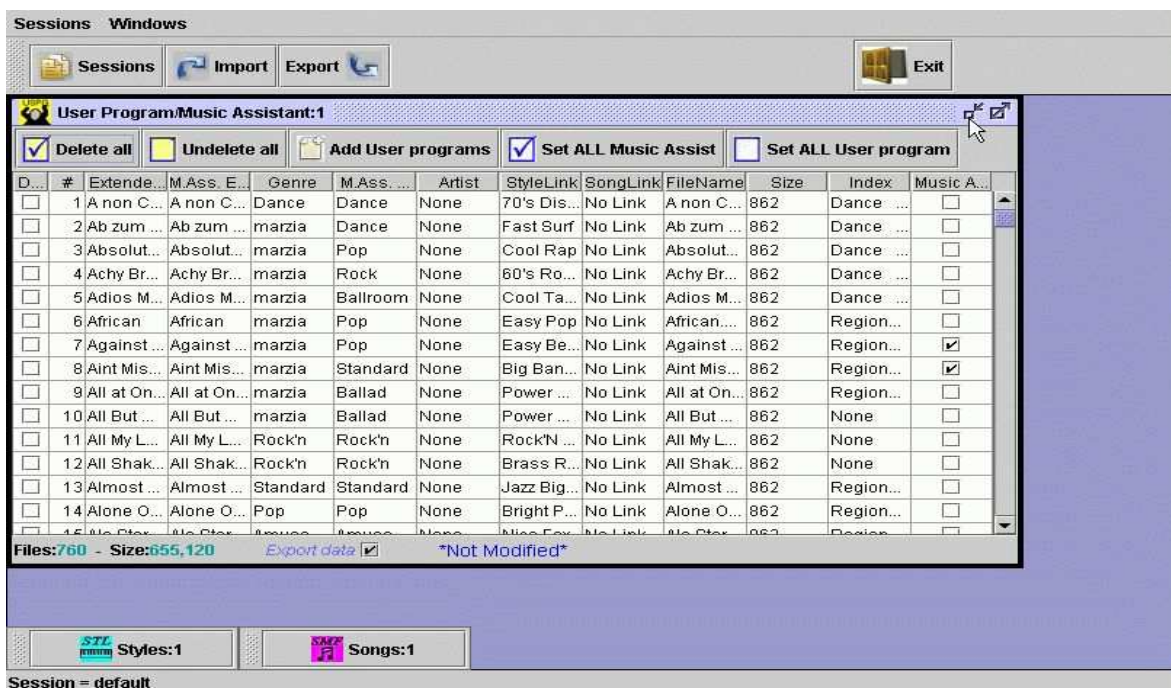 Sessions Windows
Sessions Import Export Exit
User Program/Music Assistant:1
Delete all Undelete all Add User programs Set ALL Music Assist Set ALL User program
D... # Extende... M.Ass. E... Genre M.Ass. ... Artist StyleLink SongLink FileName Size Index Music A...
1 A non C... A non C... Dance Dance None 70's Dis... No Link A non C... 862 Dance ...
2 Ab zum ... Ab zum ... marzia Dance None Fast Surf No Link Ab zum ... 862 Dance ...
3 Absolut... Absolut... marzia Pop None Cool Rap No Link Absolut... 862 Dance ...
4 Achy Br... Achy Br... marzia Rock None 60's Ro... No Link Achy Br... 862 Dance ...
5 Adios M... Adios M... marzia Ballroom None Cool Ta... No Link Adios M... 862 Dance ...
6 African African marzia Pop None Easy Pop No Link African.... 862 Region...
7 Against ... Against ... marzia Pop None Easy Be... No Link Against ... 862 Region...
8 Aint Mis... Aint Mis... marzia Standard None Big Ban... No Link Aint Mis... 862 Region...
9 All at On... All at On... marzia Ballad None Power ... No Link All at On... 862 Region...
10 All But ... All But ... marzia Ballad None Power ... No Link All But ... 862 None
11 All My L... All My L... Rock'n Rock'n None Rock'N ... No Link All My L... 862 None
12 All Shak... All Shak... Rock'n Rock'n None Brass R... No Link All Shak... 862 None
13 Almost ... Almost ... Standard Standard None Jazz Big... No Link Almost ... 862 Region...
14 Alone O... Alone O... Pop Pop None Bright P... No Link Alone O... 862 Region...
Files:760 - Size:655,120 Export data *Not Modified*
STL Styles:1 SMF Songs:1
Session = default